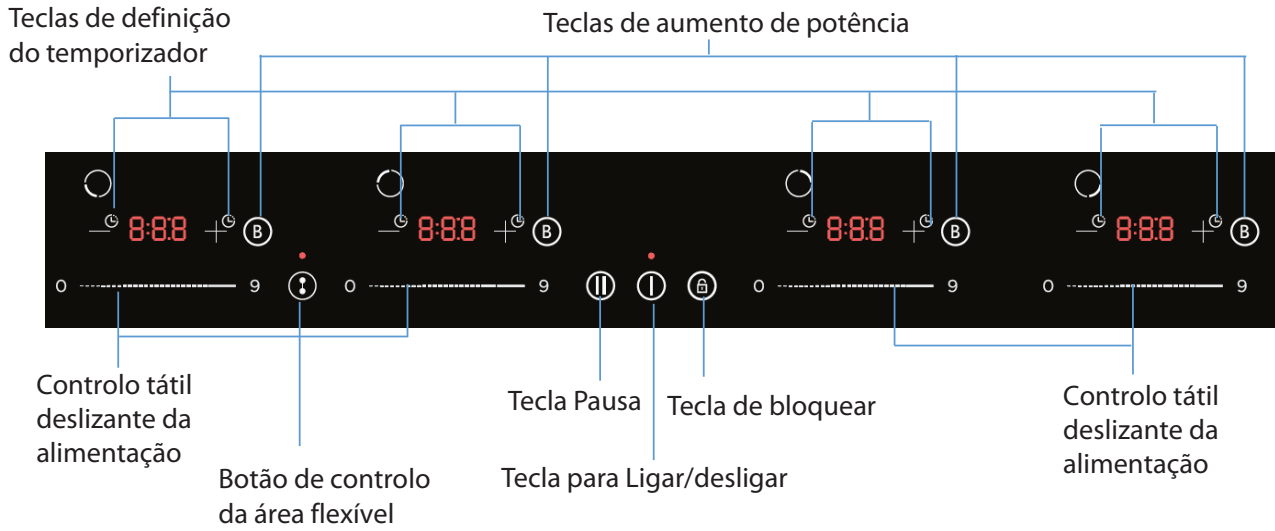 Teclas de definição
do temporizador
Teclas de aumento de potência
8:8.8 B 8:8.8 B 8:8.8 B 8:8.8 B
0 9 0 9 0 9 0 9
Controlo tátil
deslizante da
alimentação
Botão de controlo
da área flexível
Tecla Pausa
Tecla para Ligar/desligar
Tecla de bloquear
Controlo tátil
deslizante da
alimentação